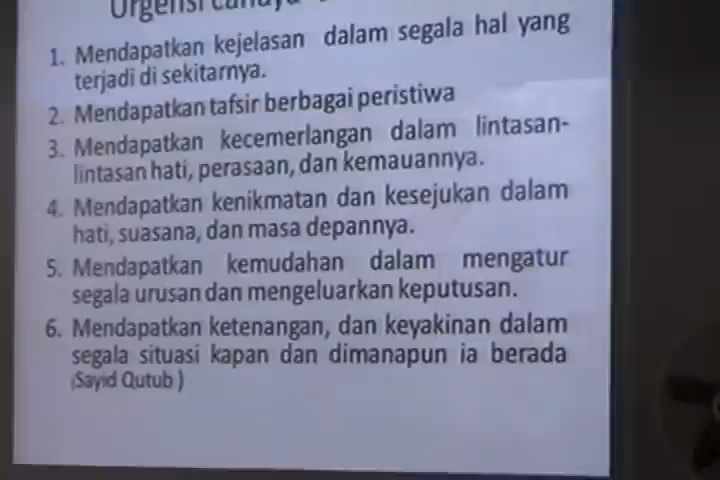 Urgensi
1. Mendapatkan kejelasan dalam segala hal yang
terjadi di sekitarnya.
2. Mendapatkan tafsir berbagai peristiwa
3. Mendapatkan kecemerlangan dalam lintasan-
lintasan hati, perasaan, dan kemauannya.
4. Mendapatkan kenikmatan dan kesejukan dalam
hati, suasana, dan masa depannya.
5. Mendapatkan kemudahan dalam mengatur
segala urusan dan mengeluarkan keputusan.
6. Mendapatkan ketenangan, dan keyakinan dalam
segala situasi kapan dan dimanapun ia berada
(Sayid Qutub )